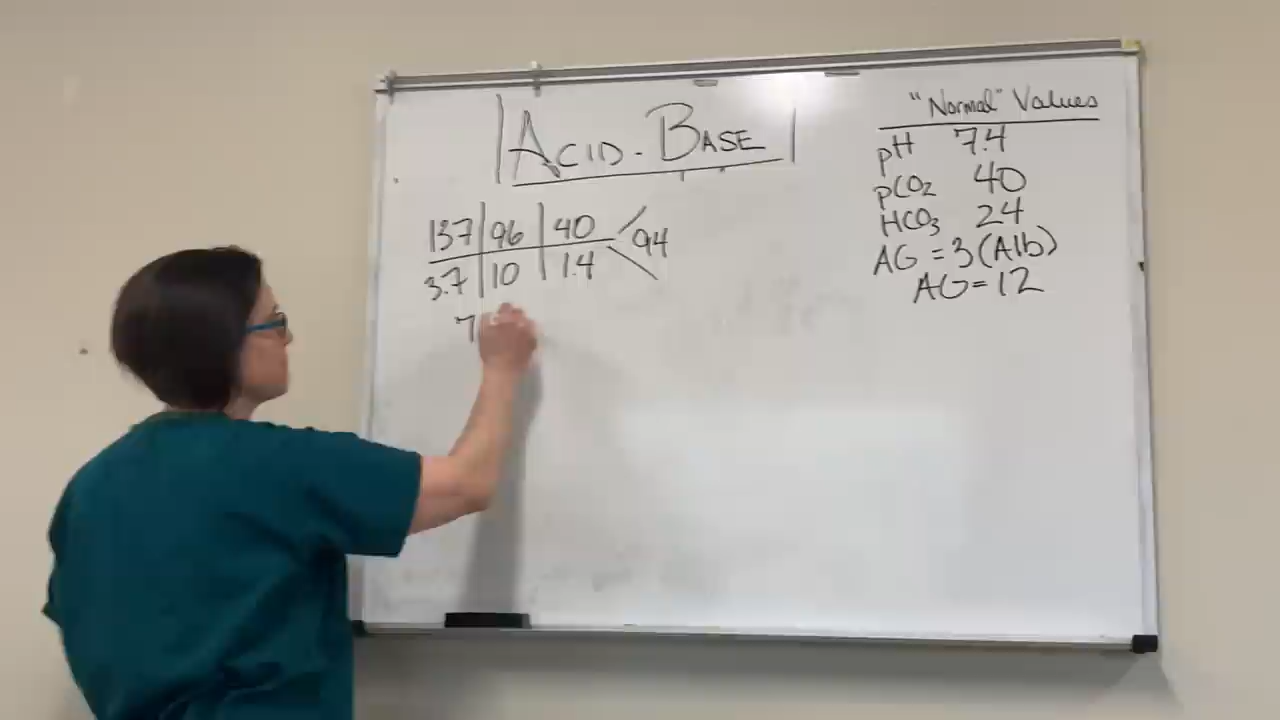 ACID-BASE
137 | 96 | 40 < 94
3.7 | 10 | 1.4
7
"Normal" Values
pH 7.4
pCO₂ 40
HCO₃ 24
AG = 3(Alb)
AG = 12